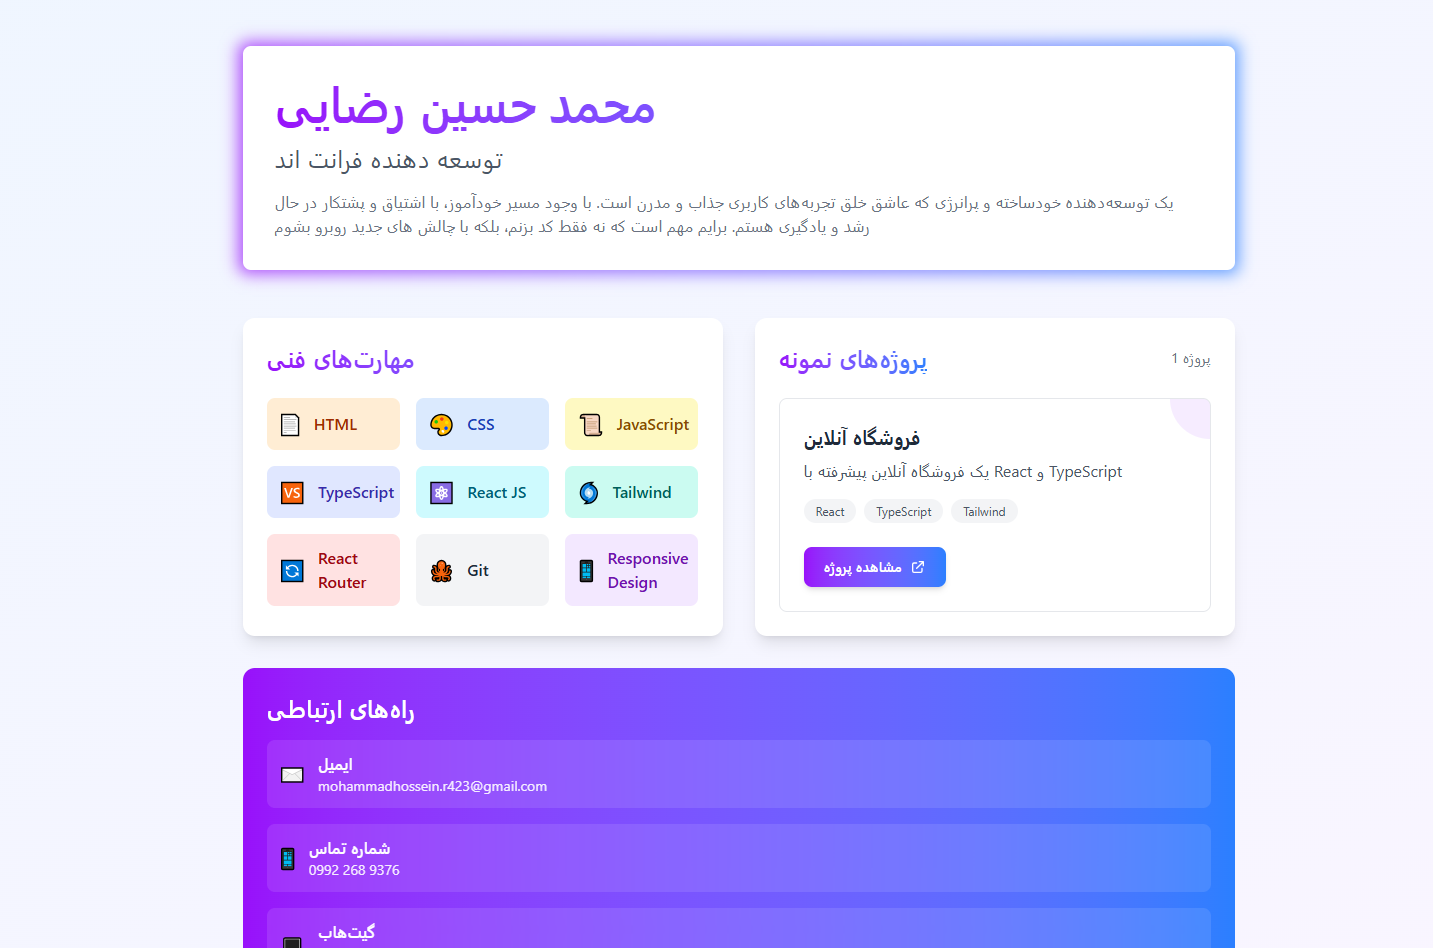 محمد حسین رضایی
توسعه دهنده فرانت اند
یک توسعه‌دهنده خودساخته و پرانرژی که عاشق خلق تجربه‌های کاربری جذاب و مدرن است. با وجود مسیر خودآموز، با اشتیاق و پشتکار در حال
رشد و یادگیری هستم. برایم مهم است که نه فقط کد بزنم، بلکه با چالش های جدید روبرو بشوم
مهارت‌های فنی
HTML
CSS
JavaScript
TypeScript
React JS
Tailwind
React
Router
Git
Responsive
Design
پروژه‌های نمونه
1 پروژه
فروشگاه آنلاین
یک فروشگاه آنلاین پیشرفته با React و TypeScript
React
TypeScript
Tailwind
مشاهده پروژه
راه‌های ارتباطی
ایمیل
mohammadhossein.r423@gmail.com
شماره تماس
0992 268 9376
گیت‌هاب